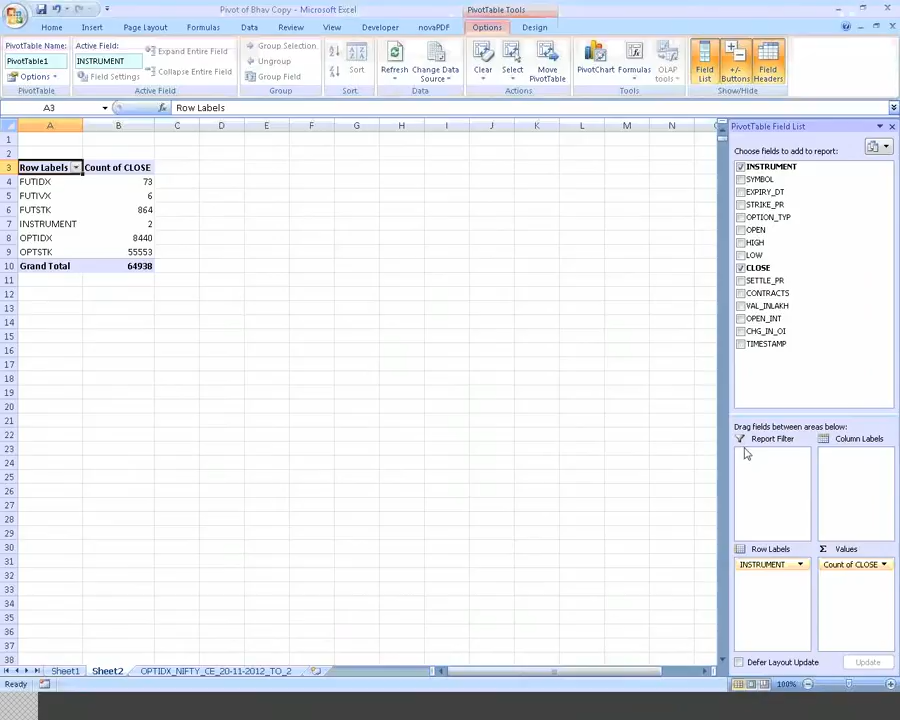 Pivot of Bhav Copy - Microsoft Excel
PivotTable Tools
Home Insert Page Layout Formulas Data Review View Developer novaPDF Options Design
PivotTable Name:
PivotTable1
Options
PivotTable
Active Field:
INSTRUMENT
Field Settings
Expand Entire Field
Collapse Entire Field
Active Field
Group Selection
Ungroup
Group Field
Group
Sort
Sort
Refresh
Change Data Source
Data
Clear
Select
Move PivotTable
Actions
PivotChart
Formulas
OLAP tools
Tools
Field List
+/- Buttons
Field Headers
Show/Hide
A3
fx
Row Labels
A B C D E F G H I J K L M N
1
2
3 Row Labels Count of CLOSE
4 FUTIDX 73
5 FUTIVX 6
6 FUTSTK 864
7 INSTRUMENT 2
8 OPTIDX 8440
9 OPTSTK 55553
10 Grand Total 64938
11
12
13
14
15
16
17
18
19
20
21
22
23
24
25
26
27
28
29
30
31
32
33
34
35
36
37
38
PivotTable Field List
Choose fields to add to report:
INSTRUMENT
SYMBOL
EXPIRY_DT
STRIKE_PR
OPTION_TYP
OPEN
HIGH
LOW
CLOSE
SETTLE_PR
CONTRACTS
VAL_INLAKH
OPEN_INT
CHG_IN_OI
TIMESTAMP
Drag fields between areas below:
Report Filter
Column Labels
Row Labels
Σ Values
INSTRUMENT
Count of CLOSE
Defer Layout Update
Update
Sheet1 Sheet2 OPTIDX_NIFTY_CE_20-11-2012_TO_2
Ready
100%